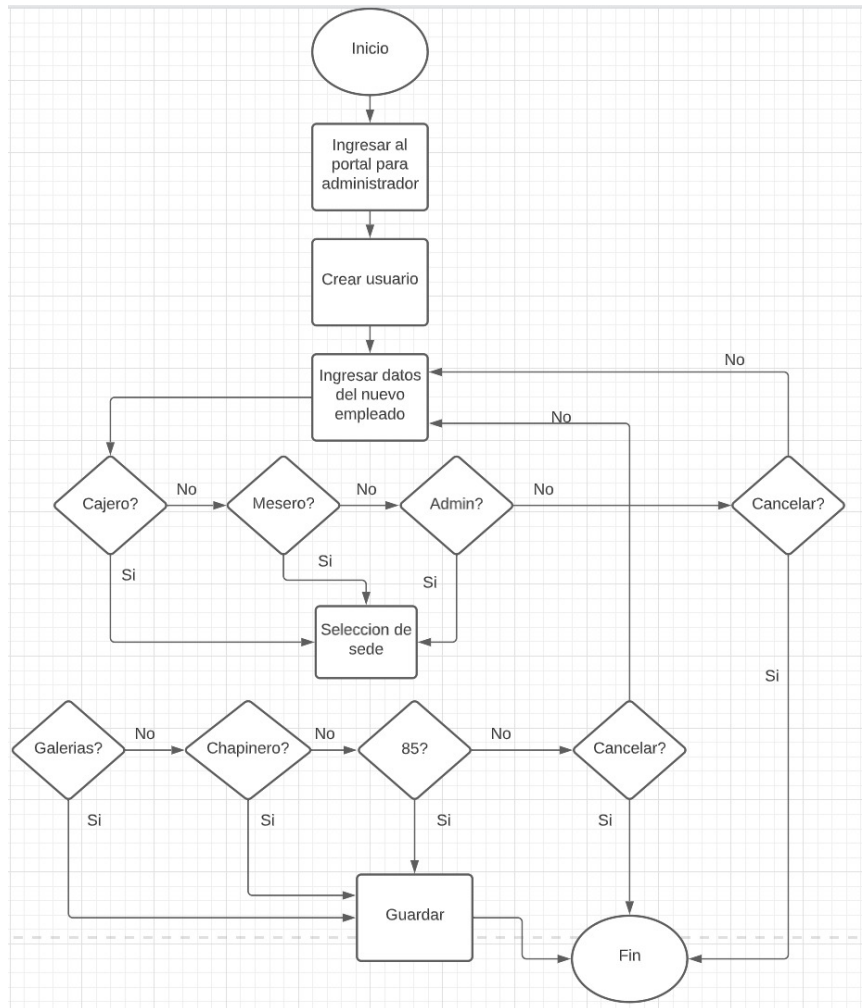 Inicio
Ingresar al
portal para
administrador
Crear usuario
Ingresar datos
del nuevo
empleado
No
No
Cajero?
No
Mesero?
No
Admin?
No
Cancelar?
Si
Si
Si
Seleccion de
sede
Si
Galerias?
No
Chapinero?
No
85?
No
Cancelar?
Si
Si
Si
Si
Guardar
Fin